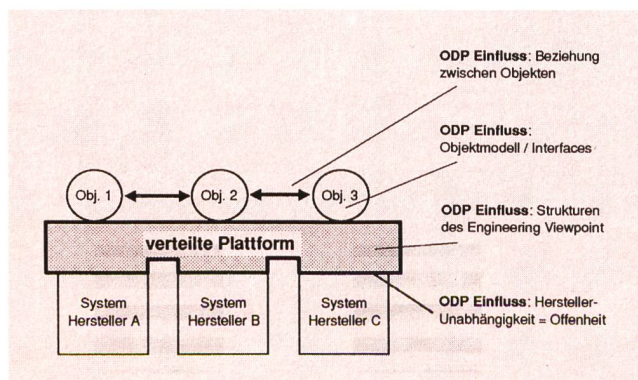 ODP Einfluss: Beziehung
zwischen Objekten
ODP Einfluss:
Objektmodell / Interfaces
Obj. 1
Obj. 2
Obj. 3
ODP Einfluss: Strukturen
des Engineering Viewpoint
verteilte Plattform
System
Hersteller A
System
Hersteller B
System
Hersteller C
ODP Einfluss: Hersteller-
Unabhängigkeit = Offenheit